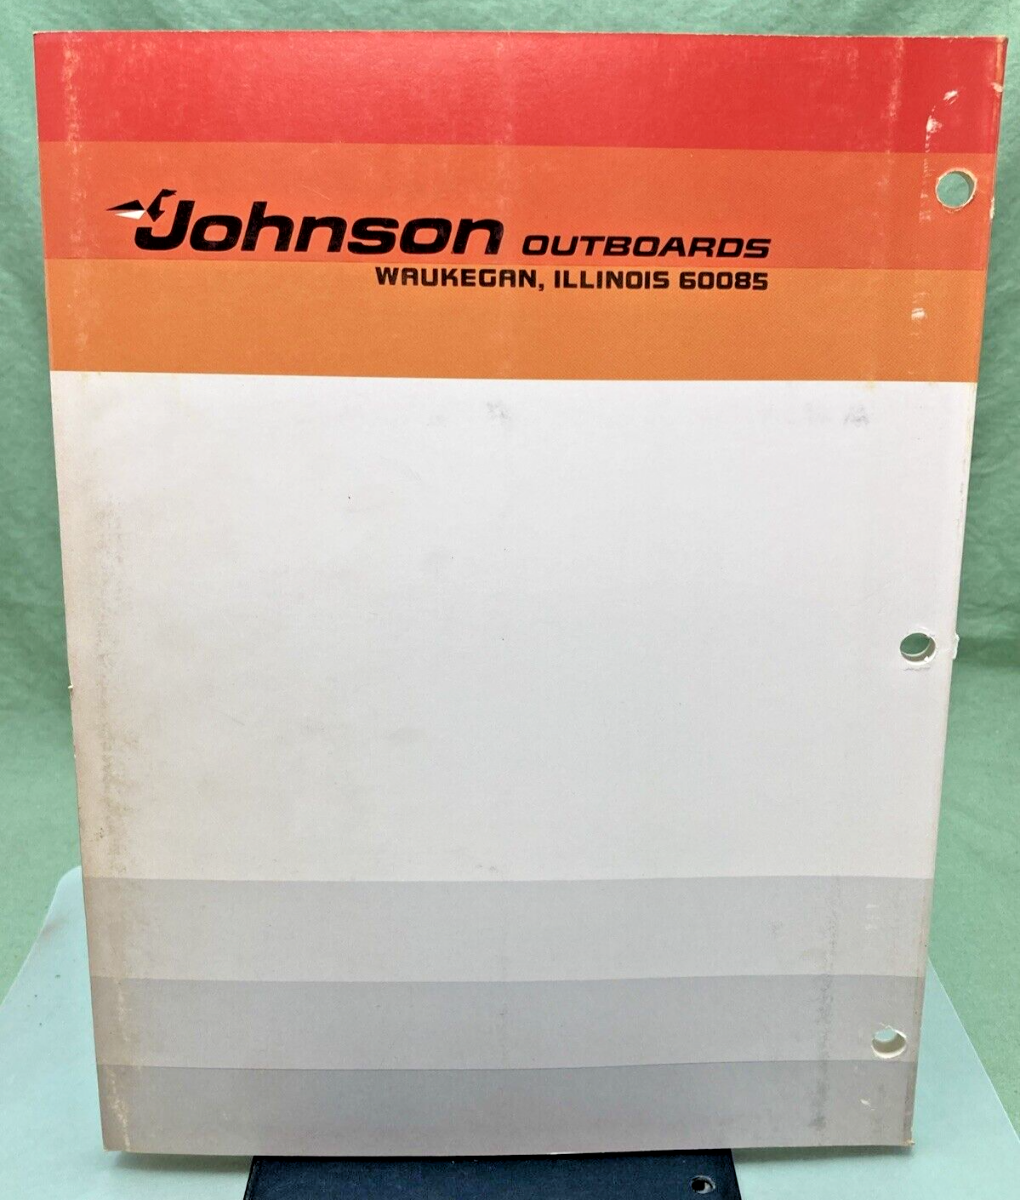 Johnson OUTBOARDS
WAUKEGAN, ILLINOIS 60085